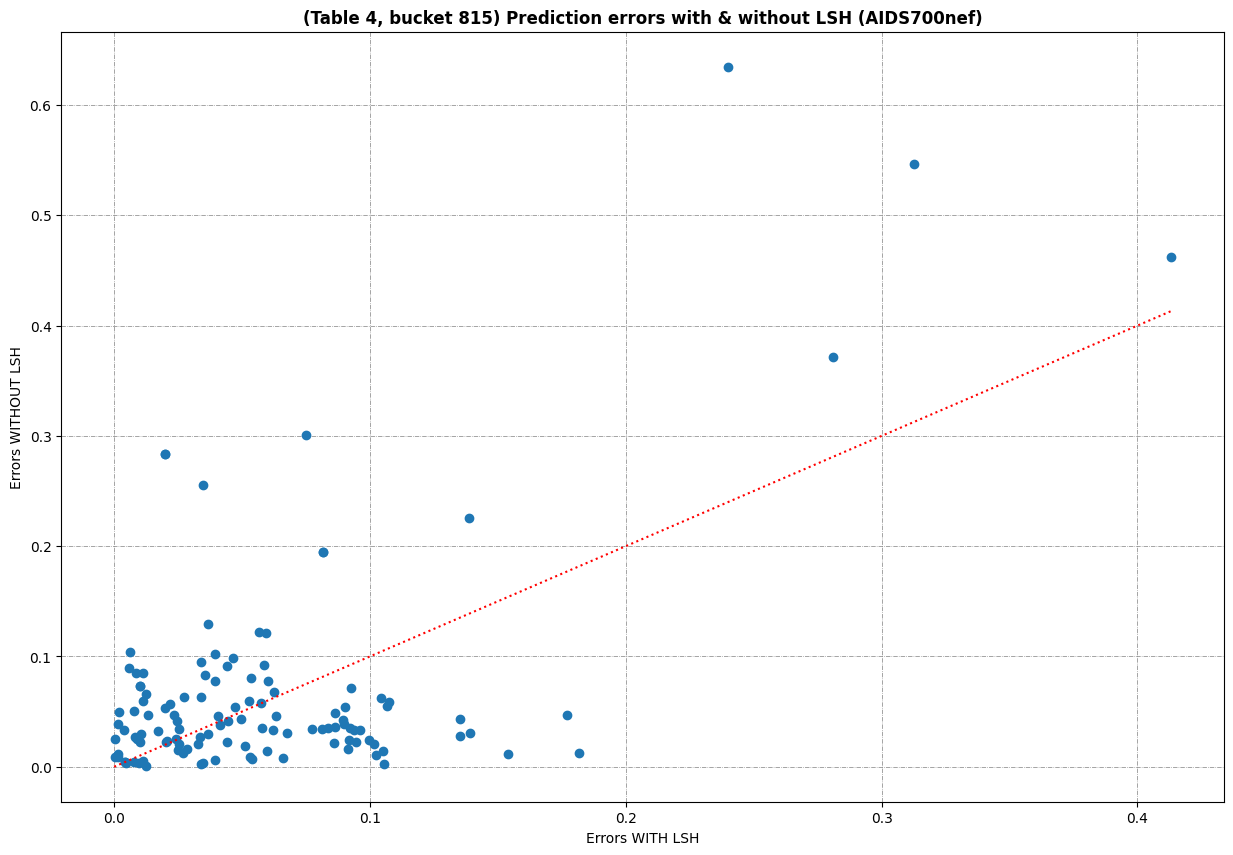 (Table 4, bucket 815) Prediction errors with & without LSH (AIDS700nef)
0.6
0.5
0.4
0.3
0.2
0.1
0.0
Errors WITHOUT LSH
0.0 0.1 0.2 0.3 0.4
Errors WITH LSH